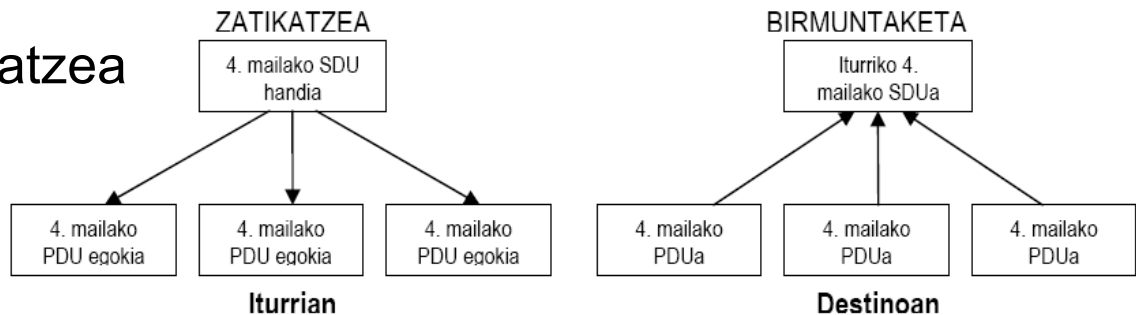 atzea
ZATIKATZEA
4. mailako SDU
handia
4. mailako
PDU egokia
4. mailako
PDU egokia
4. mailako
PDU egokia
Iturrian
BIRMUNTAKETA
Iturriko 4.
mailako SDUa
4. mailako
PDUa
4. mailako
PDUa
4. mailako
PDUa
Destinoan